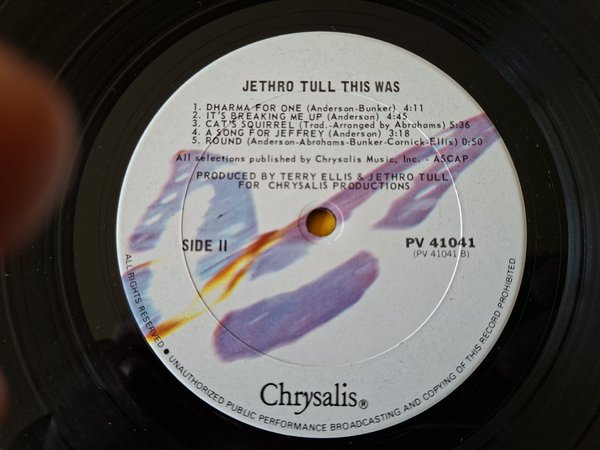 JETHRO TULL THIS WAS
1. DHARMA FOR ONE (Anderson-Bunker) 4:11
2. IT'S BREAKING ME UP (Anderson) 4:45
3. CAT'S SQUIRREL (Trad.-Arranged by Abrahams) 5:36
4. A SONG FOR JEFFREY (Anderson) 3:18
5. ROUND (Anderson-Abrahams-Bunker-Cornick-Ellis) 0:50
All selections published by Chrysalis Music, Inc. - ASCAP
PRODUCED BY TERRY ELLIS & JETHRO TULL
FOR CHRYSALIS PRODUCTIONS
SIDE II
PV 41041
(PV 41041 B)
Chrysalis®
ALL RIGHTS RESERVED • UNAUTHORIZED PUBLIC PERFORMANCE BROADCASTING AND COPYING OF THIS RECORD PROHIBITED.